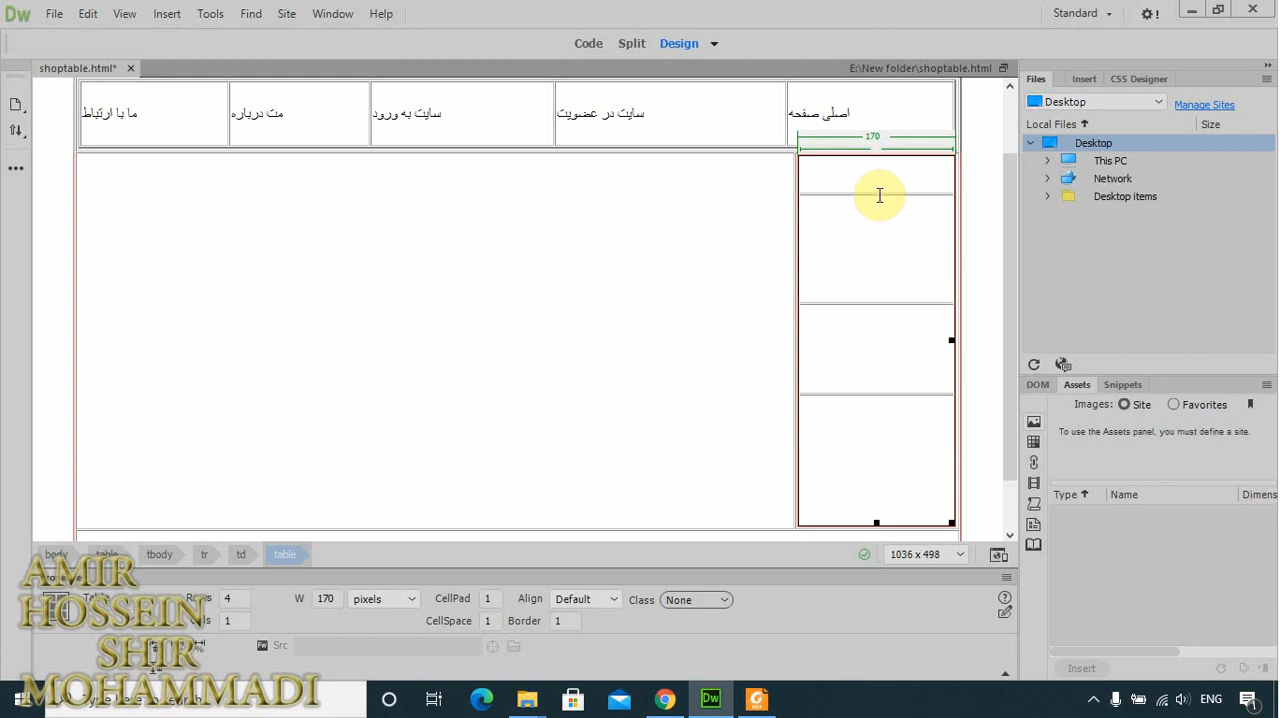 Dw File Edit View Insert Tools Find Site Window Help Standard
Code Split Design
shoptable.html* E:\New folder\shoptable.html
ما با ارتباط مت درباره سایت به ورود سایت در عضویت اصلی صفحه
170
Files Insert CSS Designer
Desktop Manage Sites
Local Files Size
Desktop
This PC
Network
Desktop items
DOM Assets Snippets
Images: Site Favorites
To use the Assets panel, you must define a site.
Type Name Dimens
Insert
body table tbody tr td table 1036 x 498
Rows 4 W 170 pixels CellPad 1 Align Default Class None
1 CellSpace 1 Border 1
Src
AMIR
HOSSEIN
SHIR
MOHAMMADI
Dw ENG 1